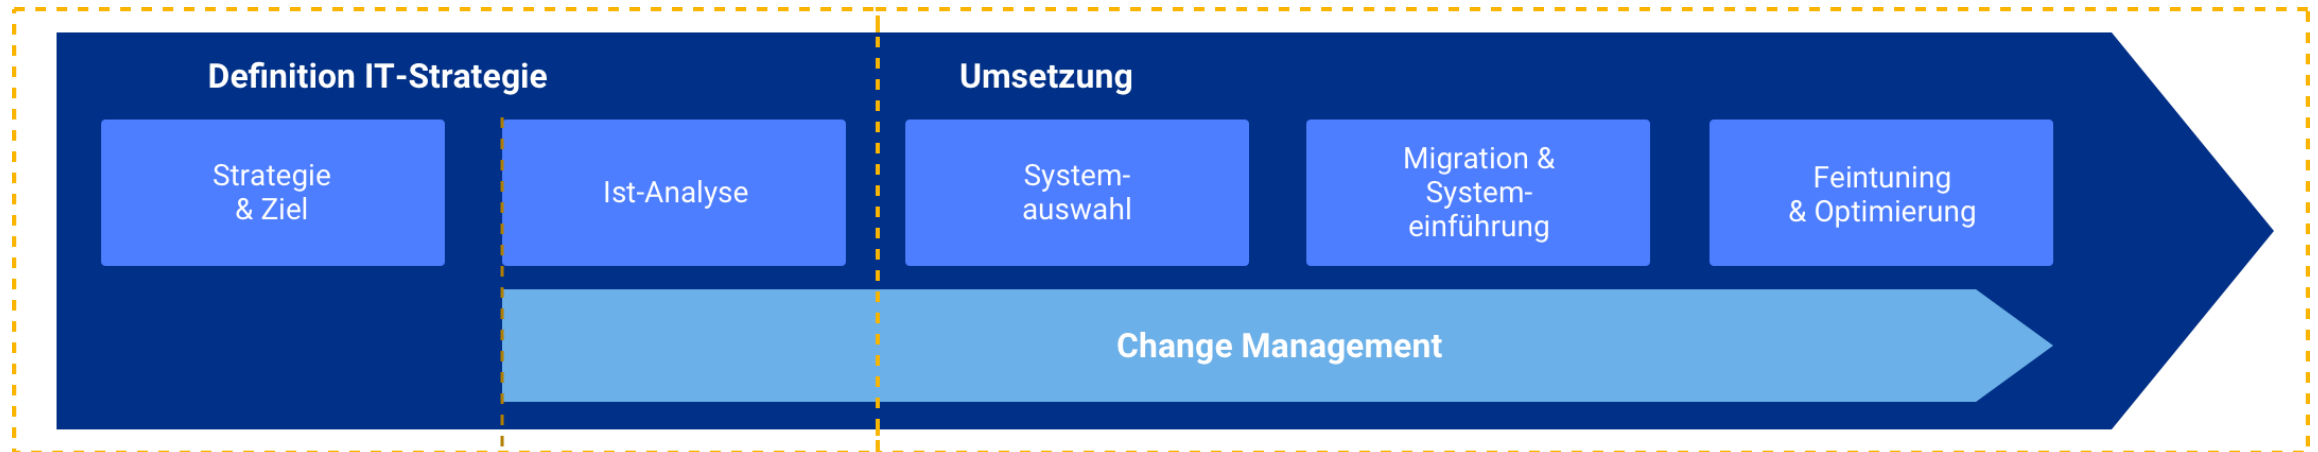 Definition IT-Strategie
Umsetzung
Strategie
& Ziel
Ist-Analyse
System-
auswahl
Migration &
System-
einführung
Feintuning
& Optimierung
Change Management